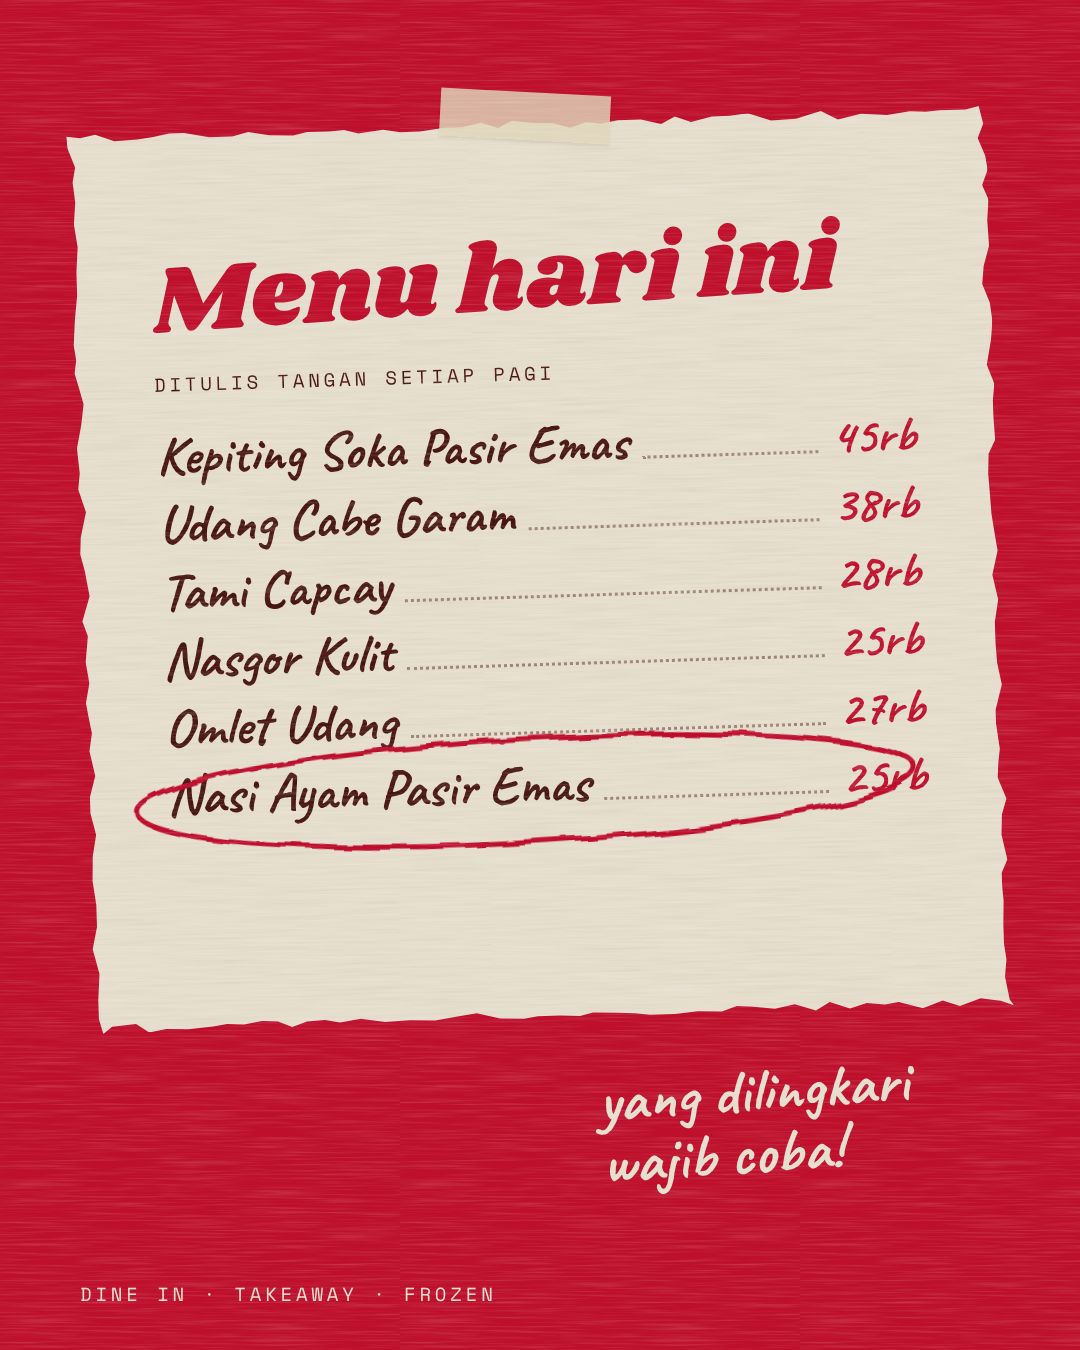 Menu hari ini
DITULIS TANGAN SETIAP PAGI
Kepiting Soka Pasir Emas 45rb
Udang Cabe Garam 38rb
Tami Capcay 28rb
Nasgor Kulit 25rb
Omlet Udang 27rb
Nasi Ayam Pasir Emas 25rb
yang dilingkari
wajib coba!
DINE IN · TAKEAWAY · FROZEN